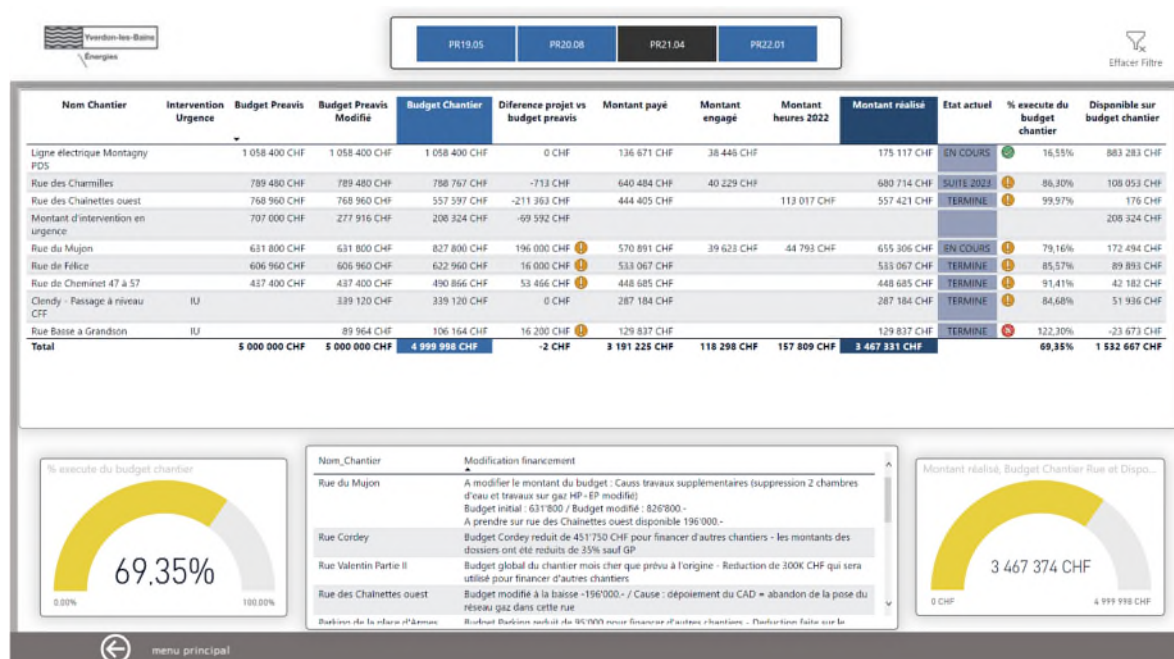 Yverdon-les-Bains
Énergies
PR19.05 PR20.08 PR21.04 PR22.01
Effacer Filtre
Nom Chantier Intervention Urgence Budget Preavis Budget Preavis Modifié Budget Chantier Diference projet vs budget preavis Montant payé Montant engagé Montant heures 2022 Montant réalisé Etat actuel % execute du budget chantier Disponible sur budget chantier
Ligne électrique Montagny PDS 1 058 400 CHF 1 058 400 CHF 1 058 400 CHF 0 CHF 136 671 CHF 38 446 CHF 175 117 CHF EN COURS 16,55% 883 283 CHF
Rue des Charmilles 789 480 CHF 789 480 CHF 788 767 CHF -713 CHF 640 484 CHF 40 229 CHF 680 714 CHF SUITE 2023 86,30% 108 053 CHF
Rue des Chaînettes ouest 768 960 CHF 768 960 CHF 557 597 CHF -211 363 CHF 444 405 CHF 113 017 CHF 557 421 CHF TERMINE 99,97% 176 CHF
Montant d'intervention en urgence 707 000 CHF 277 916 CHF 208 324 CHF -69 592 CHF 208 324 CHF
Rue du Mujon 631 800 CHF 631 800 CHF 827 800 CHF 196 000 CHF 570 891 CHF 39 623 CHF 44 793 CHF 655 306 CHF EN COURS 79,16% 172 494 CHF
Rue de Félice 606 960 CHF 606 960 CHF 622 960 CHF 16 000 CHF 533 067 CHF 533 067 CHF TERMINE 85,57% 89 893 CHF
Rue de Cheminet 47 à 57 437 400 CHF 437 400 CHF 490 866 CHF 53 466 CHF 448 685 CHF 448 685 CHF TERMINE 91,41% 42 182 CHF
Clendy - Passage à niveau CFF IU 339 120 CHF 339 120 CHF 0 CHF 287 184 CHF 287 184 CHF TERMINE 84,68% 51 936 CHF
Rue Basse a Grandson IU 89 964 CHF 106 164 CHF 16 200 CHF 129 837 CHF 129 837 CHF TERMINE 122,30% -23 673 CHF
Total 5 000 000 CHF 5 000 000 CHF 4 999 998 CHF -2 CHF 3 191 225 CHF 118 298 CHF 157 809 CHF 3 467 331 CHF 69,35% 1 532 667 CHF
% execute du budget chantier
69,35%
0,00% 100,00%
Nom_Chantier Modification financement
Rue du Mujon A modifier le montant du budget : Causs travaux supplémentaires (suppression 2 chambres
d'eau et travaux sur gaz HP - EP modifié)
Budget initial : 631'800 / Budget modifié : 826'800.-
A prendre sur rue des Chaînettes ouest disponible 196'000.-
Rue Cordey Budget Cordey reduit de 451'750 CHF pour financer d'autres chantiers - les montants des
dossiers ont été reduits de 35% sauf GP
Rue Valentin Partie II Budget global du chantier mois cher que prévu à l'origine - Reduction de 300K CHF qui sera
utilisé pour financer d'autres chantiers
Rue des Chaînettes ouest Budget modifié à la baisse -196'000.- / Cause : dépoiement du CAD = abandon de la pose du
réseau gaz dans cette rue
Parking de la place d'Armes Budget Parking reduit de 95'000 pour financer d'autres chantiers - Deduction faite sur le
Montant réalisé, Budget Chantier Rue et Dispo...
3 467 374 CHF
0 CHF 4 999 998 CHF
menu principal